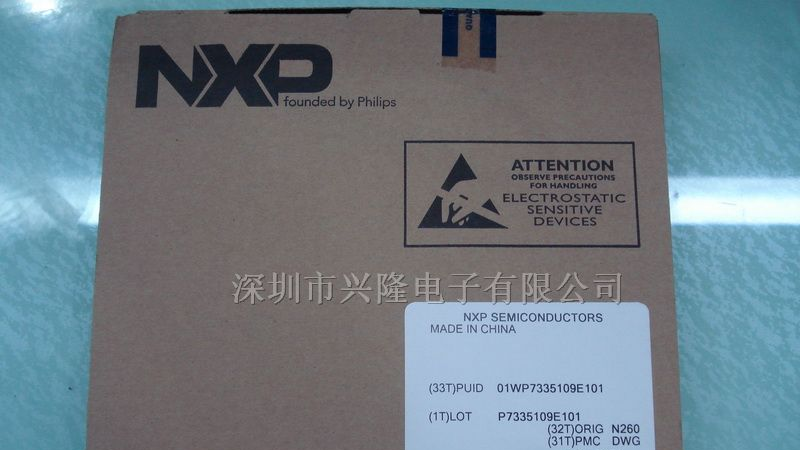 QUA
NXP
founded by Philips
ATTENTION
OBSERVE PRECAUTIONS
FOR HANDLING
ELECTROSTATIC
SENSITIVE
DEVICES
深圳市兴隆电子有限公司
NXP SEMICONDUCTORS
MADE IN CHINA
(33T)PUID 01WP7335109E101
(1T)LOT P7335109E101
(32T)ORIG N260
(31T)PMC DWG